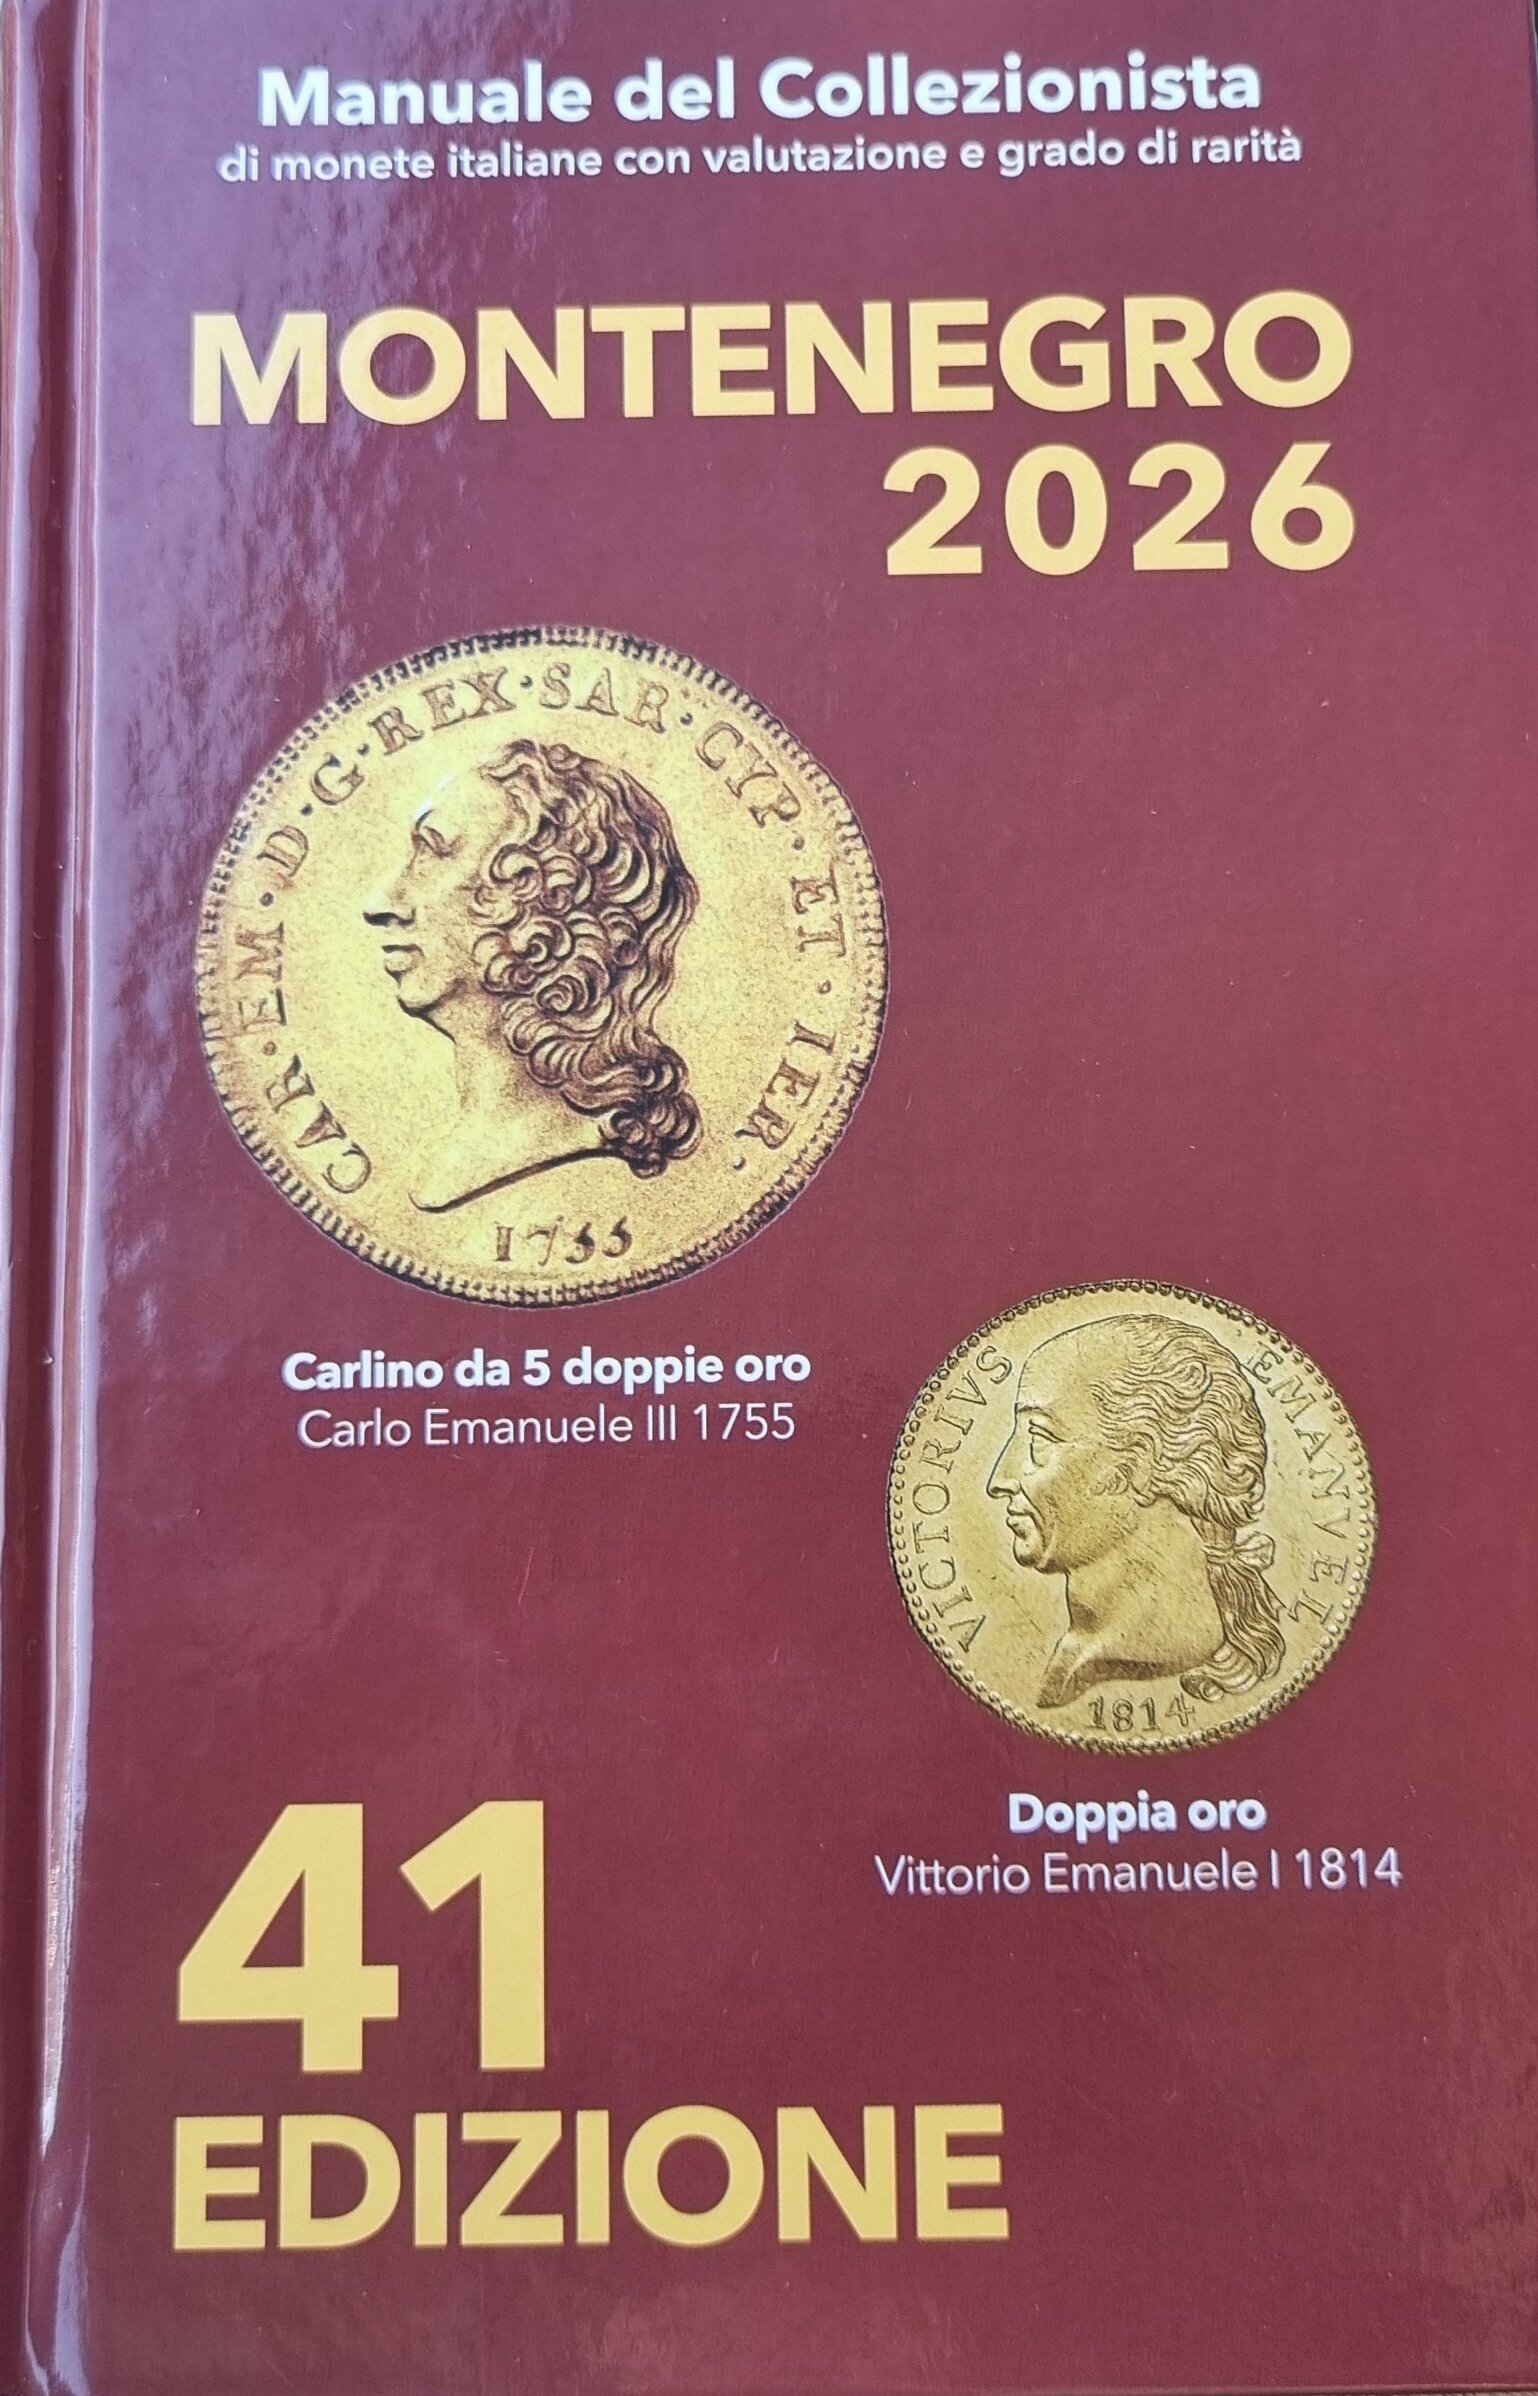 Manuale del Collezionista
di monete italiane con valutazione e grado di rarità
MONTENEGRO
2026
CAR·EM·D·G·REX·SAR·CYP·ET·IER·
1755
Carlino da 5 doppie oro
Carlo Emanuele III 1755
VICTORIVS EMANVEL
1814
Doppia oro
Vittorio Emanuele I 1814
41
EDIZIONE